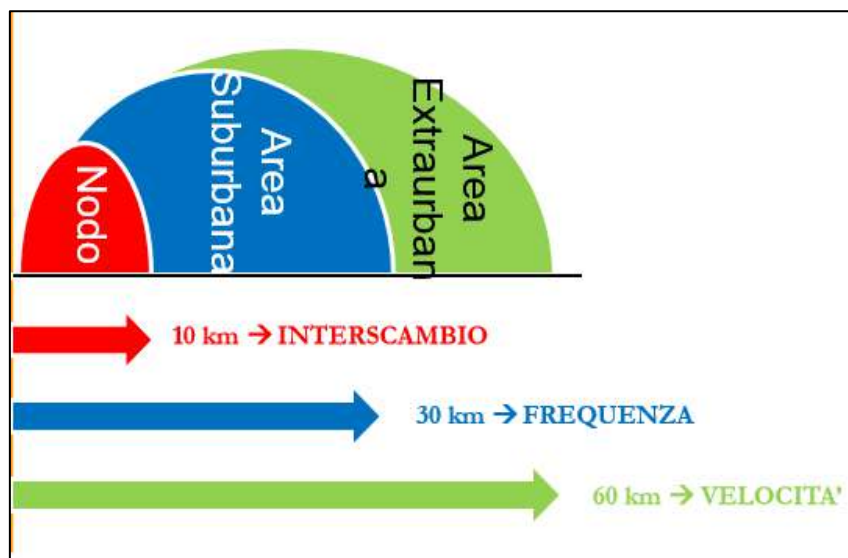 Nodo
Area
Suburbana
Area
Extraurban
a
10 km → INTERSCAMBIO
30 km → FREQUENZA
60 km → VELOCITA'